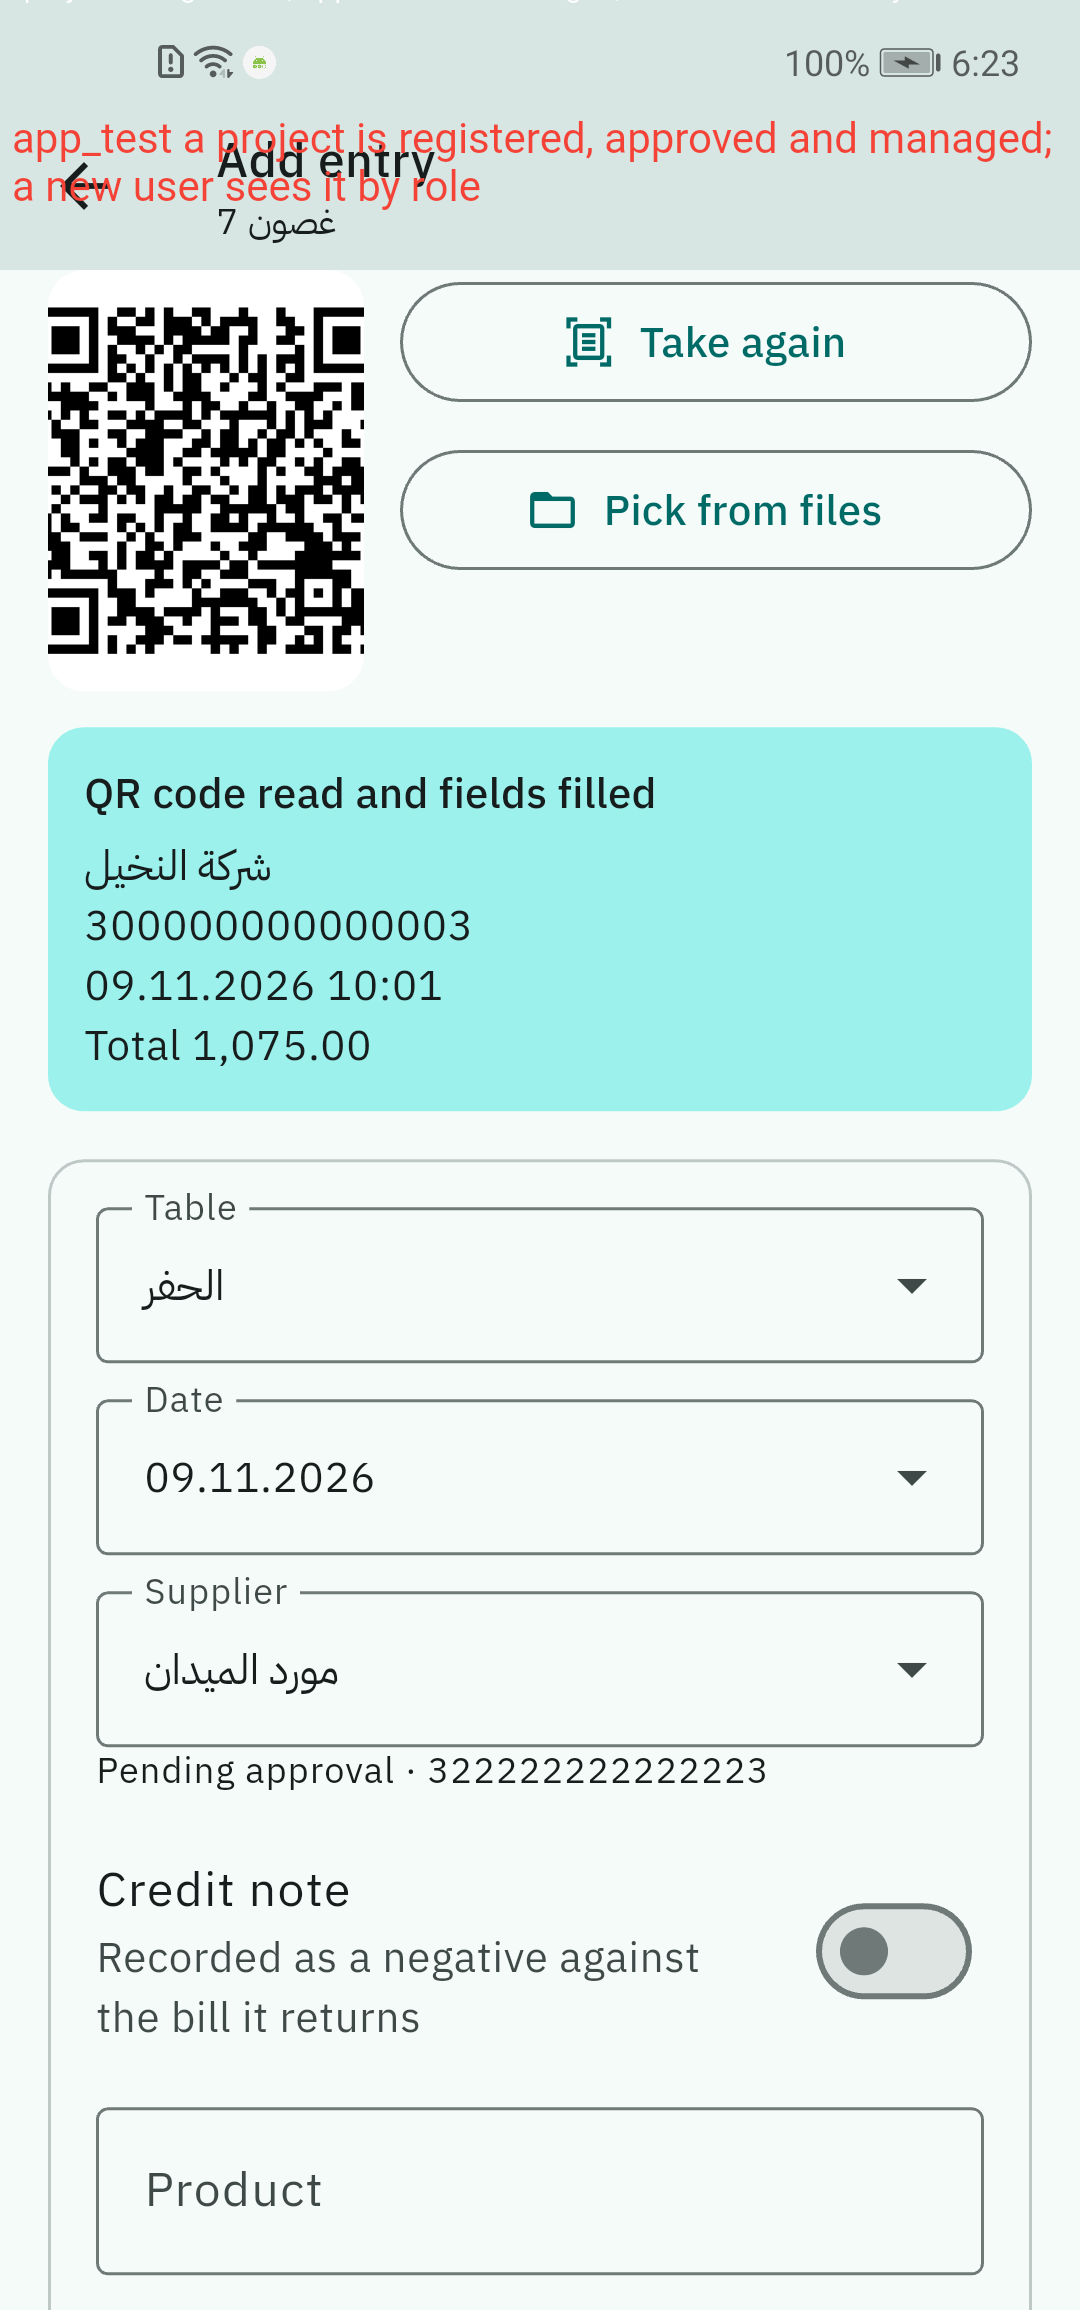 100% 6:23
app_test a project is registered, approved and managed;
a new user sees it by role
Add entry
غصون 7
Take again
Pick from files
QR code read and fields filled
شركة النخيل
300000000000003
09.11.2026 10:01
Total 1,075.00
Table
الحفر
Date
09.11.2026
Supplier
مورد الميدان
Pending approval · 322222222222223
Credit note
Recorded as a negative against
the bill it returns
Product